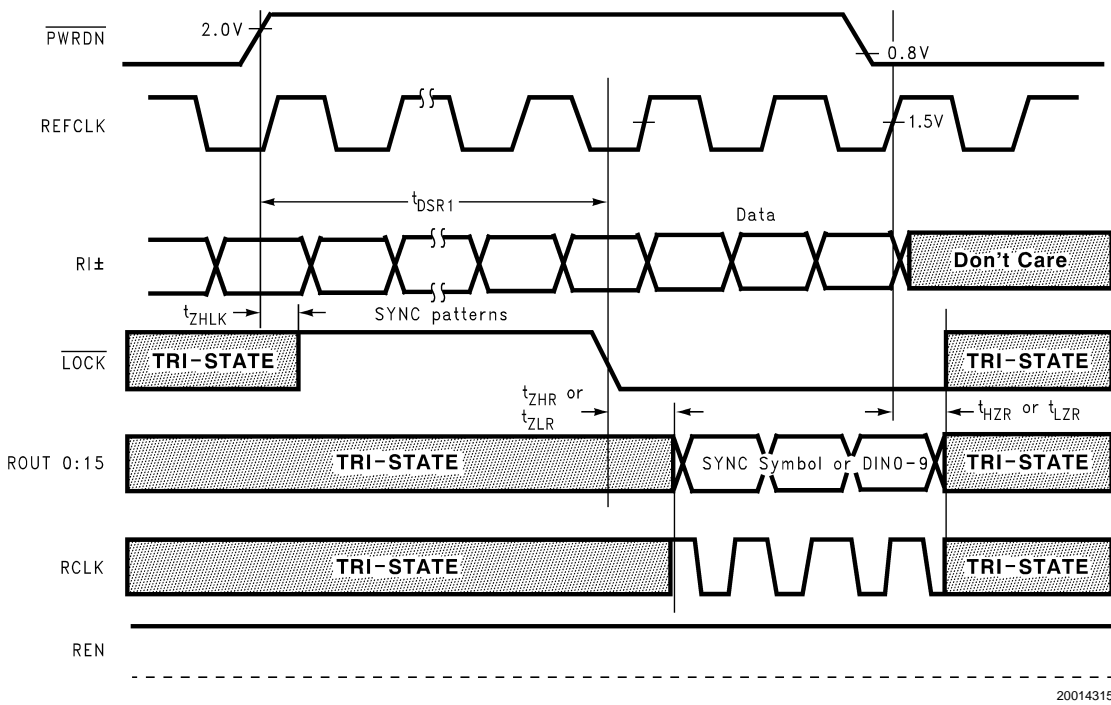 PWRDN
2.0V
0.8V
REFCLK
1.5V
tDSR1
Data
RI±
Don't Care
tZHLK
SYNC patterns
LOCK
TRI-STATE
TRI-STATE
tZHR or
tZLR
tHZR or tLZR
ROUT 0:15
TRI-STATE
SYNC Symbol or DIN0-9
TRI-STATE
RCLK
TRI-STATE
TRI-STATE
REN
20014315